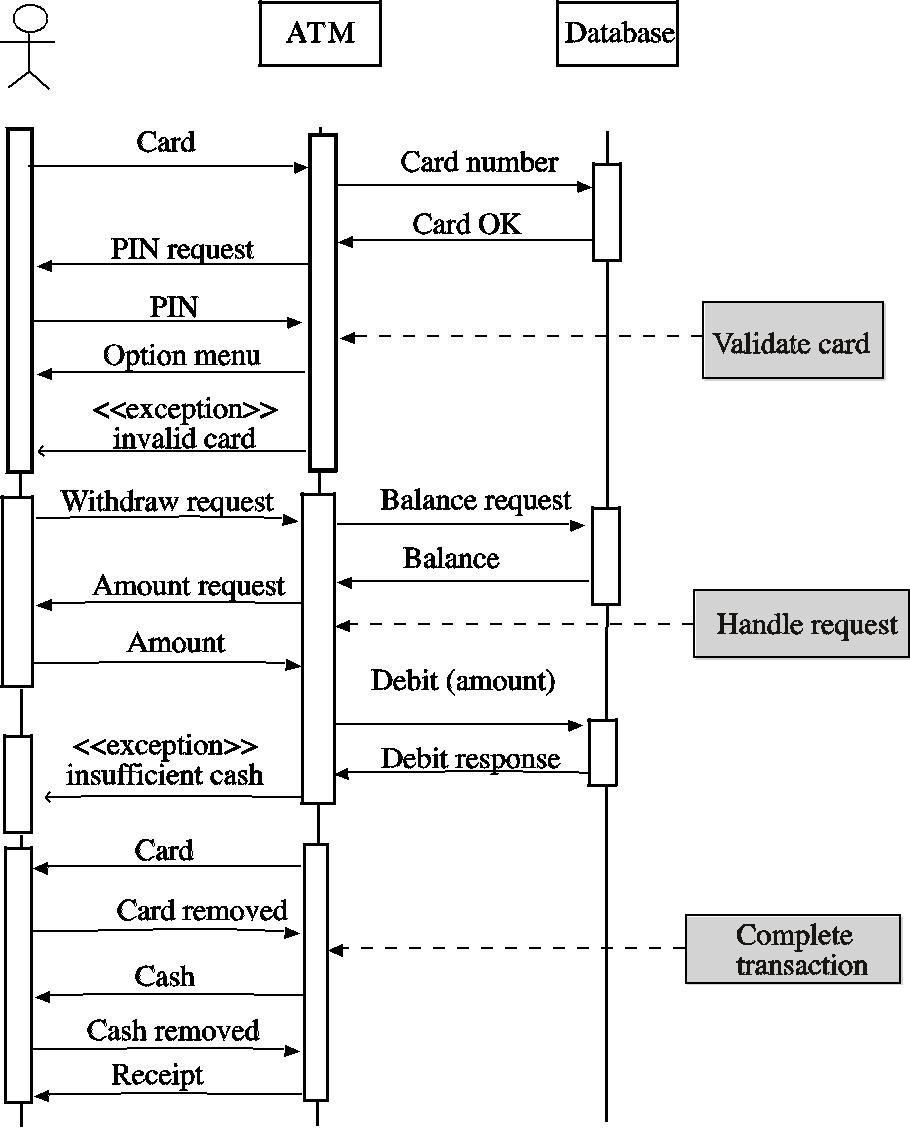 ATM
Database
Card
Card number
Card OK
PIN request
PIN
Validate card
Option menu
<<exception>>
invalid card
Withdraw request
Balance request
Balance
Amount request
Handle request
Amount
Debit (amount)
<<exception>>
insufficient cash
Debit response
Card
Card removed
Complete
transaction
Cash
Cash removed
Receipt